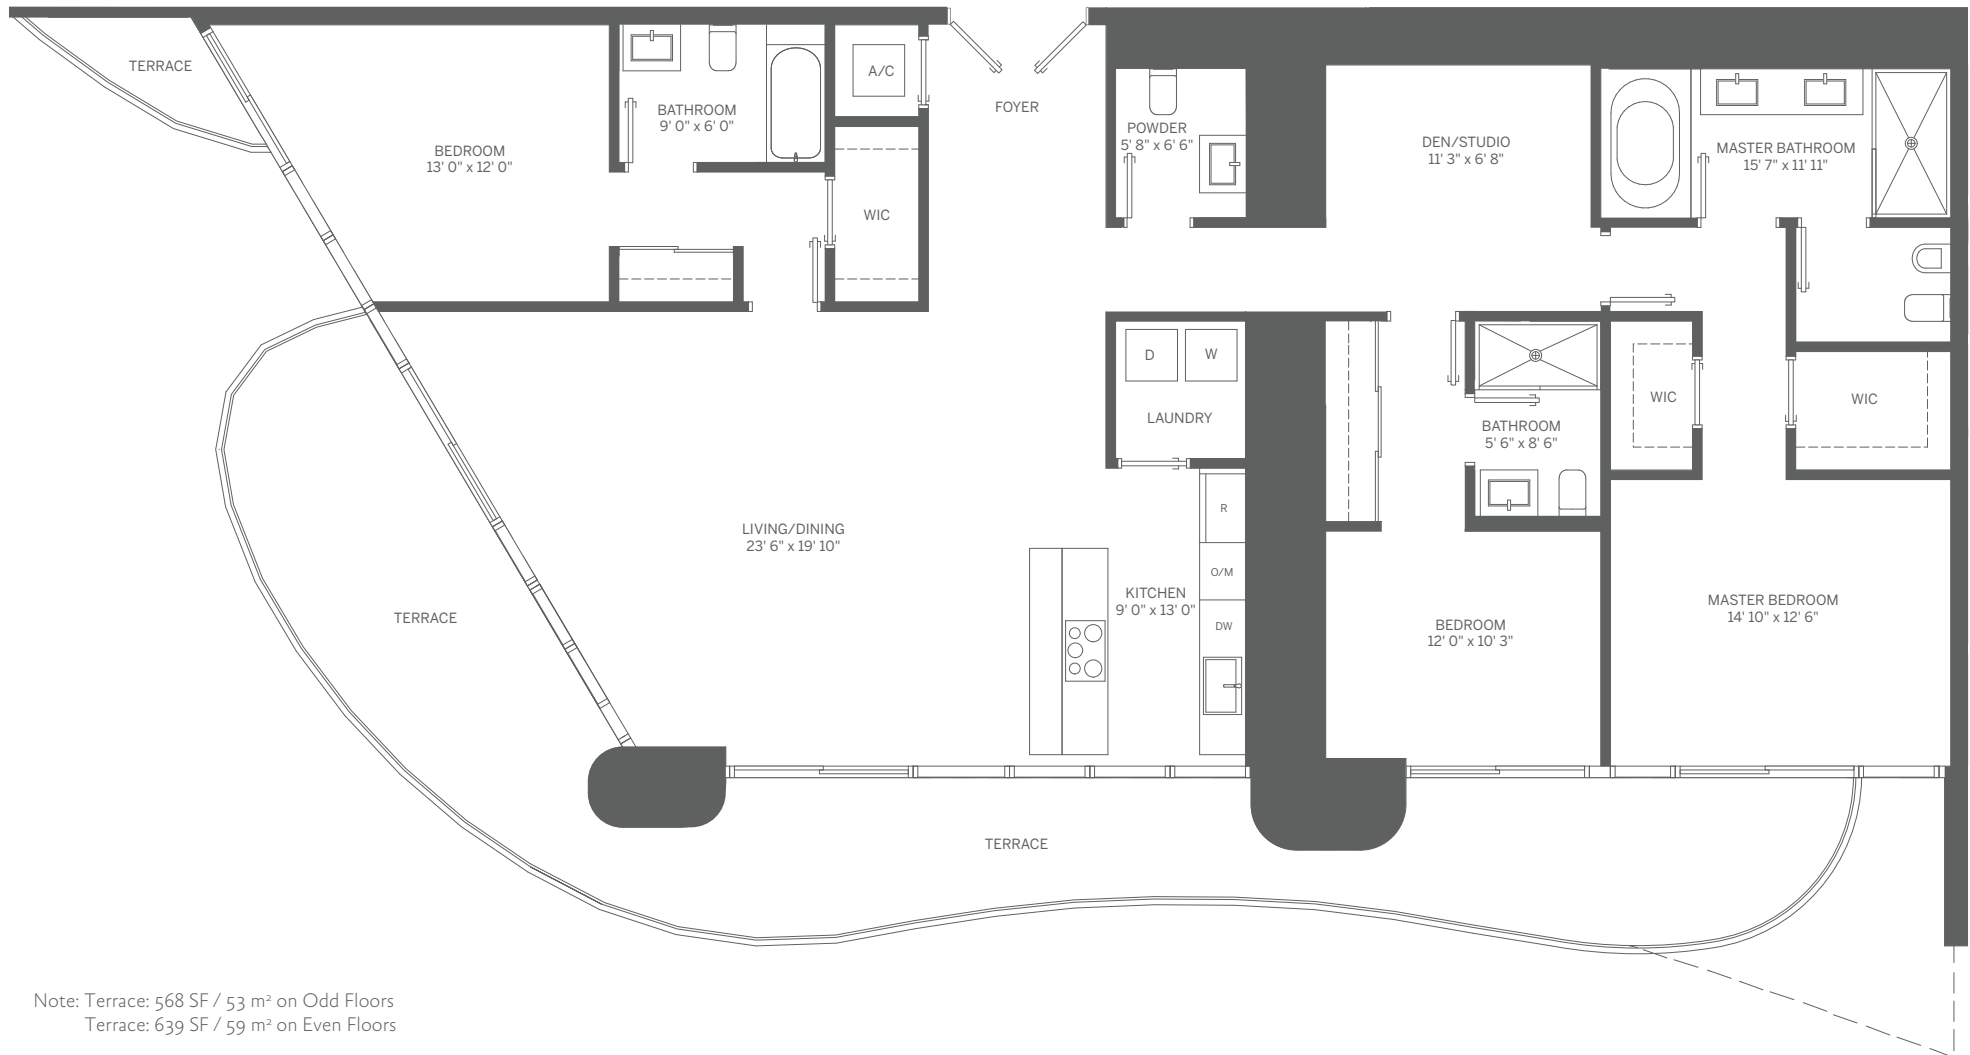 TERRACE
BEDROOM
13' 0" x 12' 0"
BATHROOM
9' 0" x 6' 0"
A/C
WIC
FOYER
POWDER
5' 8" x 6' 6"
DEN/STUDIO
11' 3" x 6' 8"
MASTER BATHROOM
15' 7" x 11' 11"
D
W
LAUNDRY
WIC
WIC
BATHROOM
5' 6" x 8' 6"
LIVING/DINING
23' 6" x 19' 10"
R
O/M
KITCHEN
9' 0" x 13' 0"
DW
TERRACE
BEDROOM
12' 0" x 10' 3"
MASTER BEDROOM
14' 10" x 12' 6"
TERRACE
Note: Terrace: 568 SF / 53 m² on Odd Floors
Terrace: 639 SF / 59 m² on Even Floors